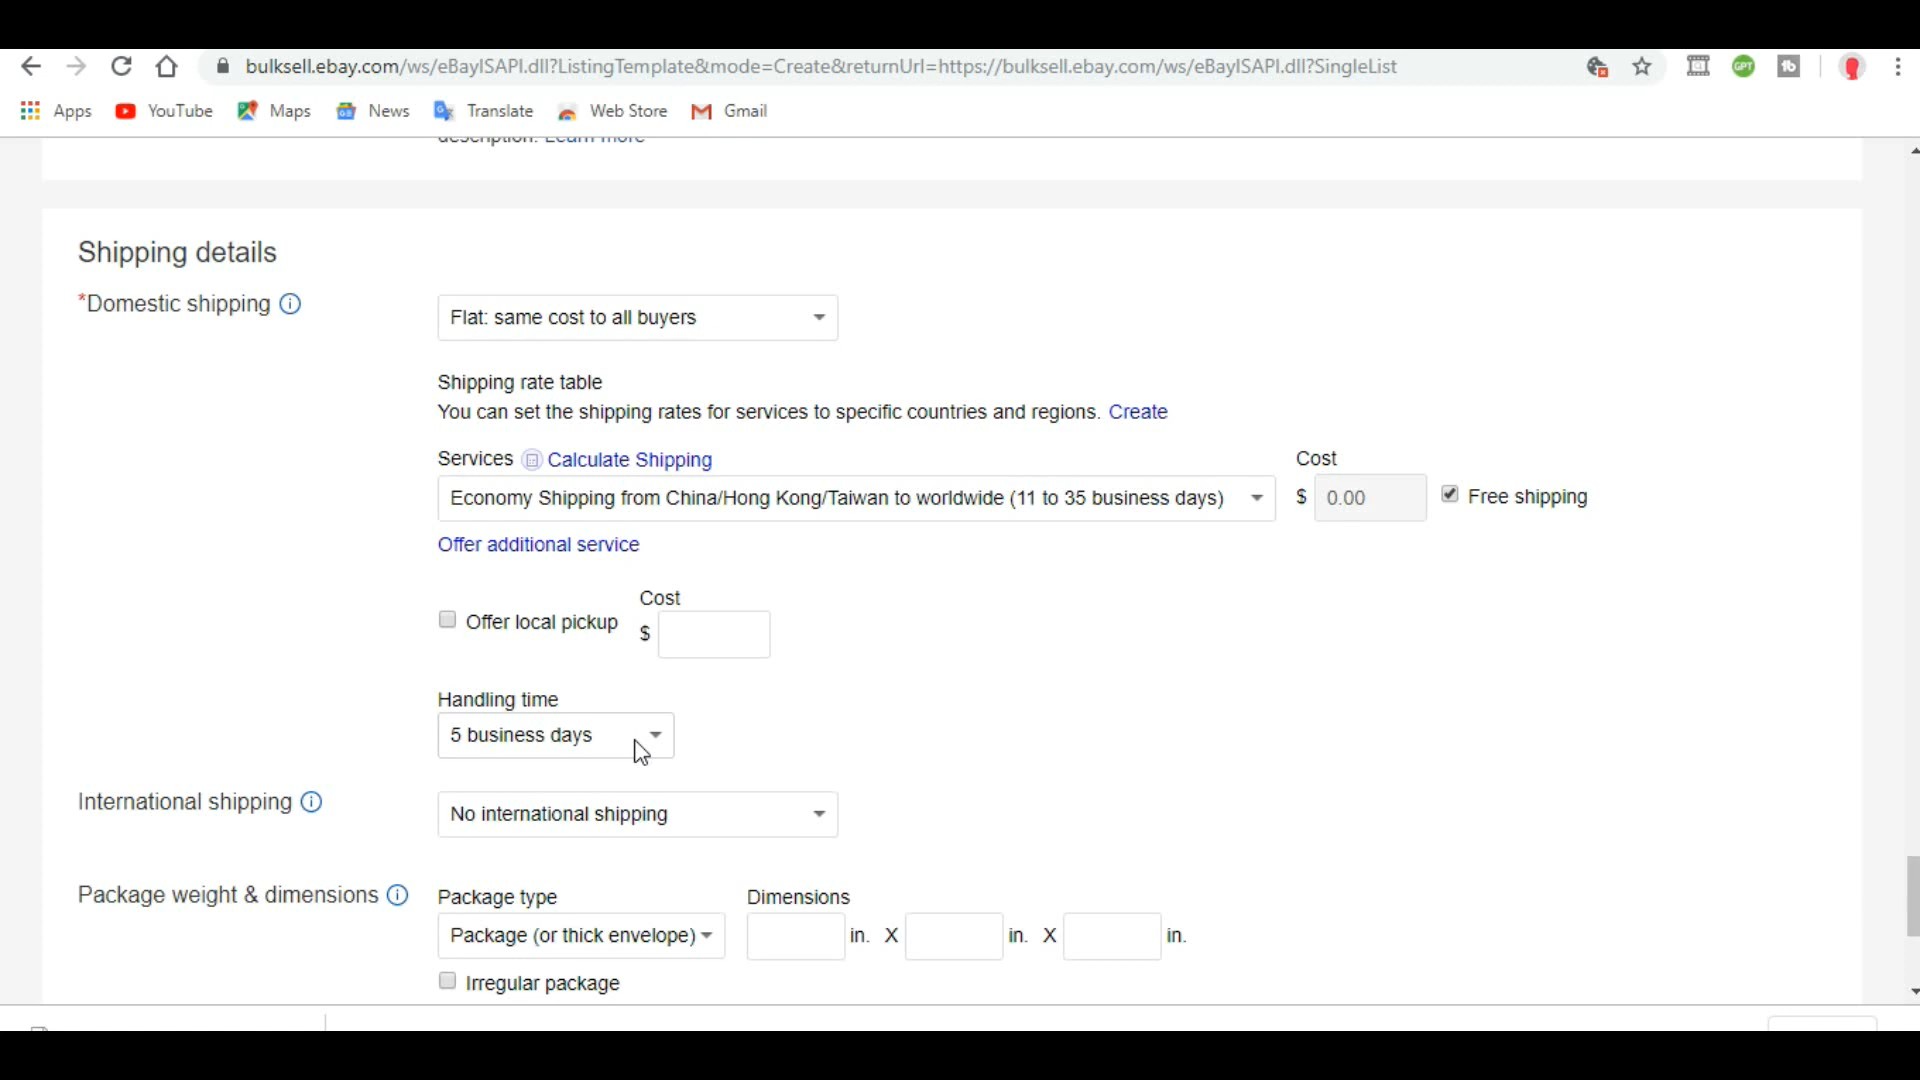 bulksell.ebay.com/ws/eBayISAPI.dll?ListingTemplate&mode=Create&returnUrl=https://bulksell.ebay.com/ws/eBayISAPI.dll?SingleList
GPT
Apps YouTube Maps News Translate Web Store Gmail
description. Learn more
Shipping details
*Domestic shipping
Flat: same cost to all buyers
Shipping rate table
You can set the shipping rates for services to specific countries and regions. Create
Services Calculate Shipping Cost
Economy Shipping from China/Hong Kong/Taiwan to worldwide (11 to 35 business days) $ 0.00 Free shipping
Offer additional service
Cost
Offer local pickup $
Handling time
5 business days
International shipping
No international shipping
Package weight & dimensions
Package type Dimensions
Package (or thick envelope) in. X in. X in.
Irregular package